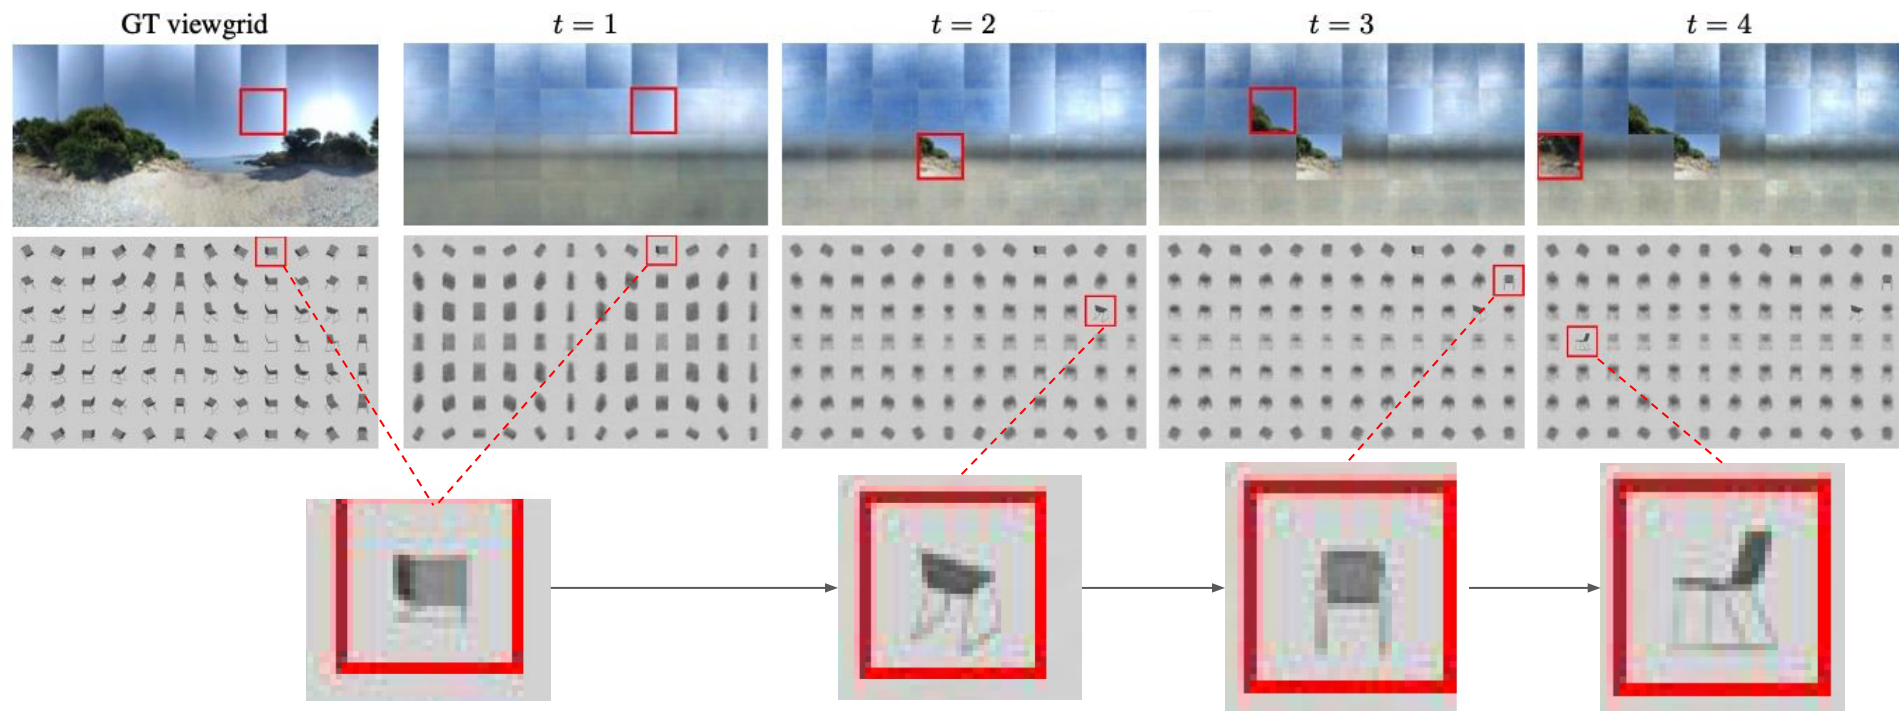 GT viewgrid
t = 1
t = 2
t = 3
t = 4